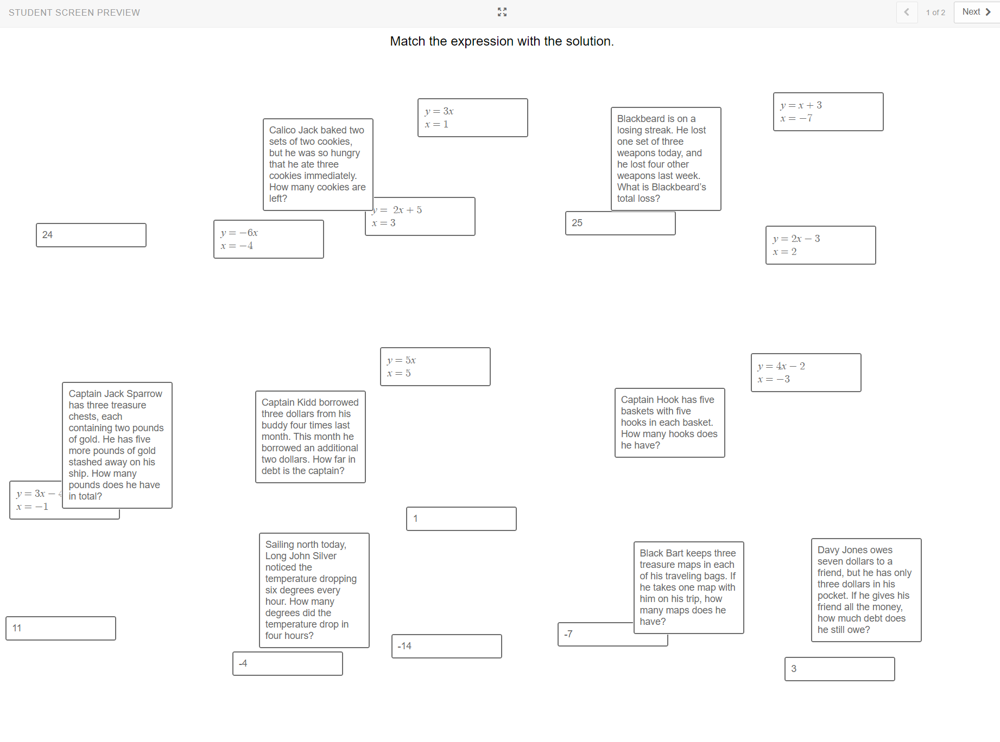 STUDENT SCREEN PREVIEW
1 of 2
Next
Match the expression with the solution.
y = 3x
x = 1
y = x + 3
x = −7
Calico Jack baked two
sets of two cookies,
but he was so hungry
that he ate three
cookies immediately.
How many cookies are
left?
Blackbeard is on a
losing streak. He lost
one set of three
weapons today, and
he lost four other
weapons last week.
What is Blackbeard's
total loss?
y = 2x + 5
x = 3
24
y = −6x
x = −4
25
y = 2x − 3
x = 2
y = 5x
x = 5
y = 4x − 2
x = −3
Captain Jack Sparrow
has three treasure
chests, each
containing two pounds
of gold. He has five
more pounds of gold
stashed away on his
ship. How many
pounds does he have
in total?
Captain Kidd borrowed
three dollars from his
buddy four times last
month. This month he
borrowed an additional
two dollars. How far in
debt is the captain?
Captain Hook has five
baskets with five
hooks in each basket.
How many hooks does
he have?
y = 3x − 4
x = −1
1
Sailing north today,
Long John Silver
noticed the
temperature dropping
six degrees every
hour. How many
degrees did the
temperature drop in
four hours?
Black Bart keeps three
treasure maps in each
of his traveling bags. If
he takes one map with
him on his trip, how
many maps does he
have?
Davy Jones owes
seven dollars to a
friend, but he has only
three dollars in his
pocket. If he gives his
friend all the money,
how much debt does
he still owe?
11
-14
-7
-4
3